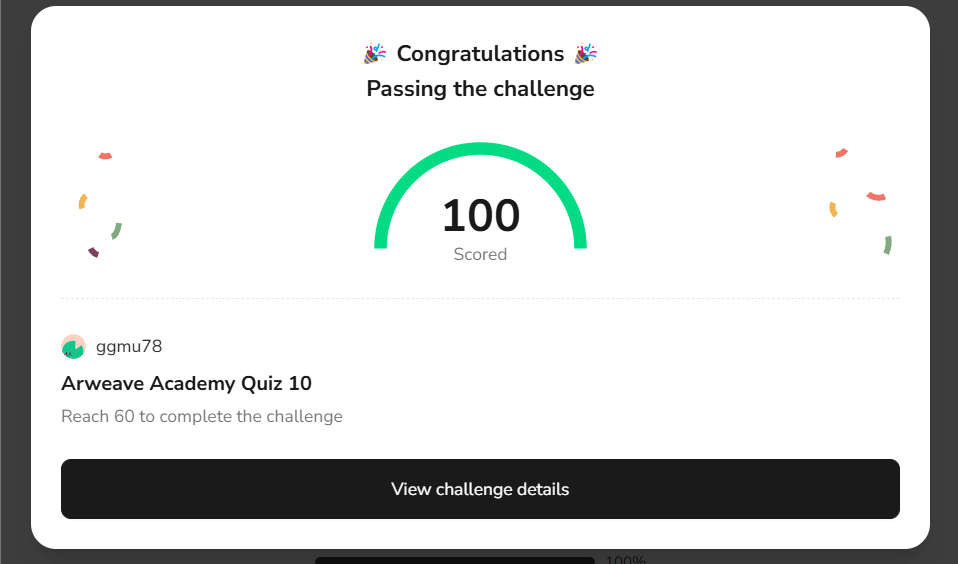 🎉 Congratulations 🎉
Passing the challenge
100
Scored
ggmu78
Arweave Academy Quiz 10
Reach 60 to complete the challenge
View challenge details
100%